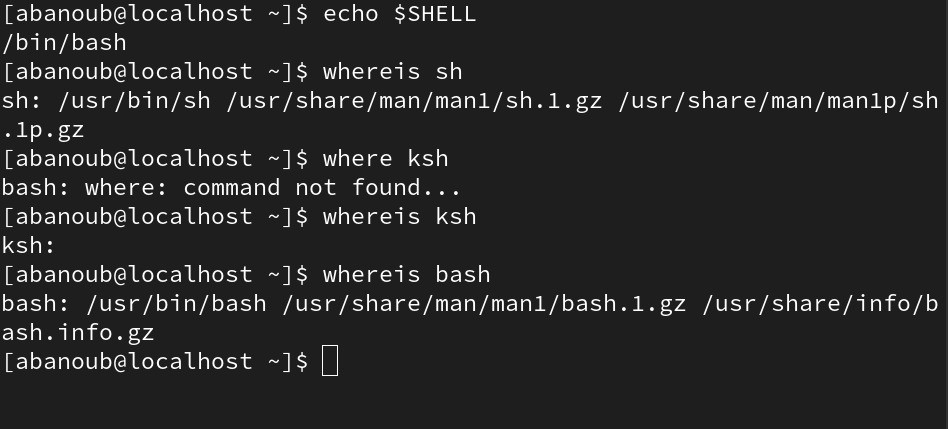 [abanoub@localhost ~]$ echo $SHELL
/bin/bash
[abanoub@localhost ~]$ whereis sh
sh: /usr/bin/sh /usr/share/man/man1/sh.1.gz /usr/share/man/man1p/sh
.1p.gz
[abanoub@localhost ~]$ where ksh
bash: where: command not found...
[abanoub@localhost ~]$ whereis ksh
ksh:
[abanoub@localhost ~]$ whereis bash
bash: /usr/bin/bash /usr/share/man/man1/bash.1.gz /usr/share/info/b
ash.info.gz
[abanoub@localhost ~]$